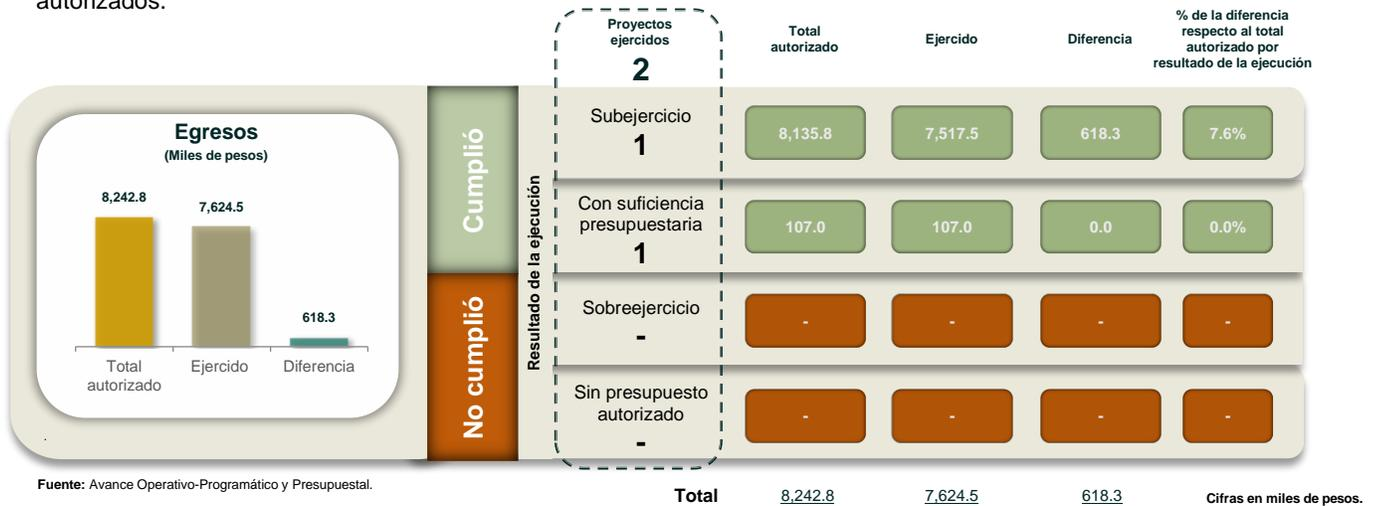 autorizados.
Proyectos
ejercidos
2
Total
autorizado
Ejercido
Diferencia
% de la diferencia
respecto al total
autorizado por
resultado de la ejecución
Egresos
(Miles de pesos)
8,242.8
7,624.5
618.3
Total
autorizado
Ejercido
Diferencia
.
Cumplió
No cumplió
Resultado de la ejecución
Subejercicio
1
8,135.8
7,517.5
618.3
7.6%
Con suficiencia
presupuestaria
1
107.0
107.0
0.0
0.0%
Sobreejercicio
-
-
-
-
-
Sin presupuesto
autorizado
-
-
-
-
-
Fuente: Avance Operativo-Programático y Presupuestal.
Total
8,242.8
7,624.5
618.3
Cifras en miles de pesos.